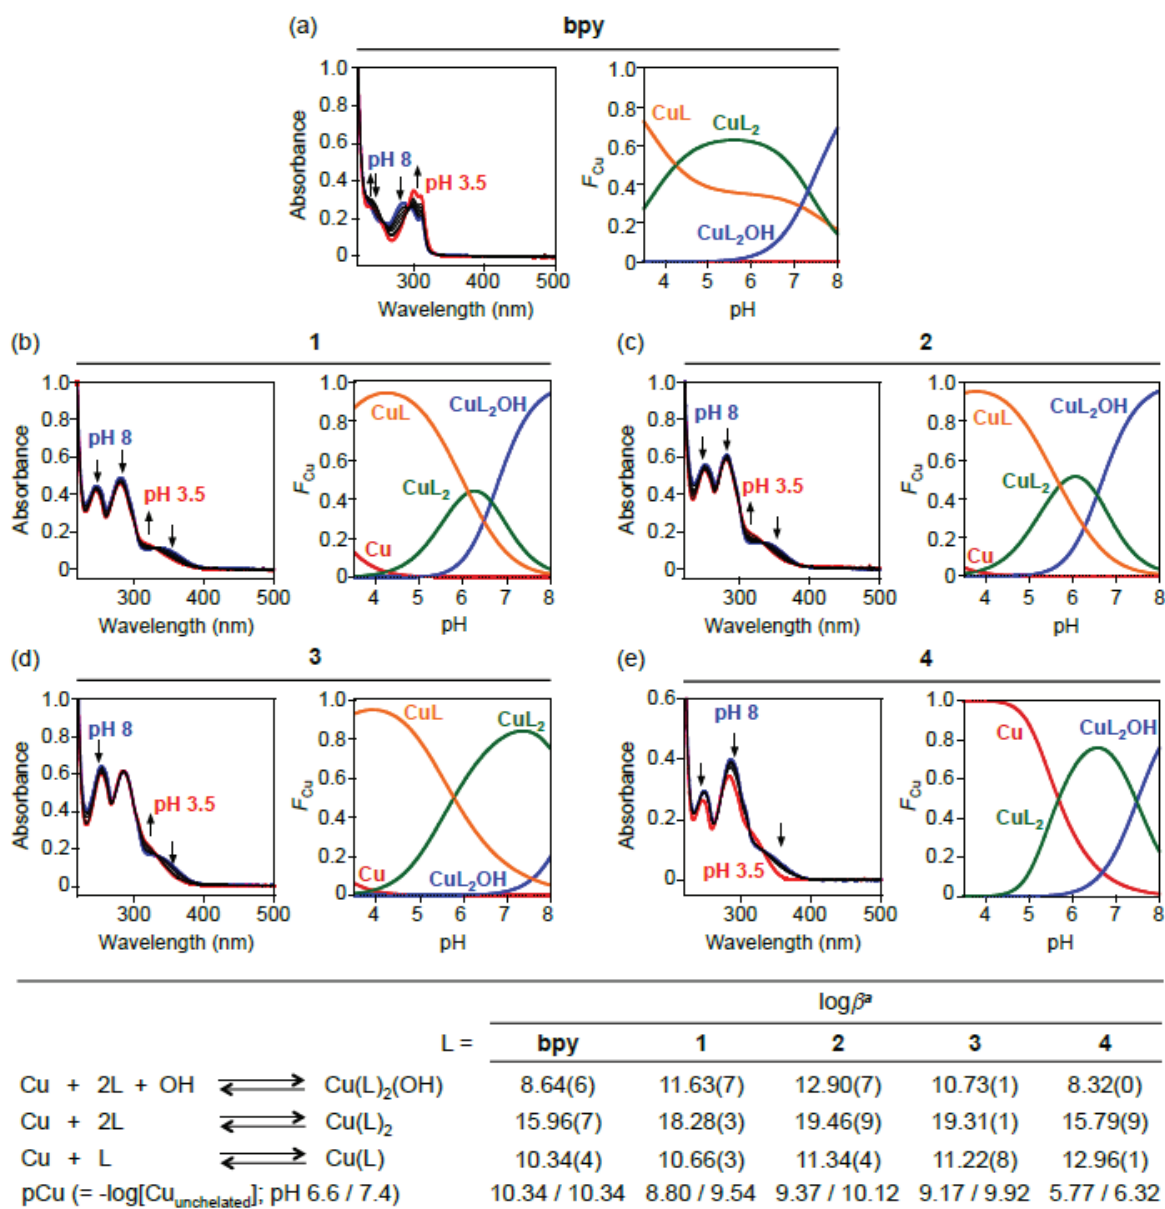 (a) bpy
1.0 0.8 0.6 0.4 0.2 0
Absorbance
pH 8
pH 3.5
300 400 500
Wavelength (nm)
1.0 0.8 0.6 0.4 0.2 0
F_Cu
CuL
CuL₂
CuL₂OH
4 5 6 7 8
pH
(b) 1
1.0 0.8 0.6 0.4 0.2 0
Absorbance
pH 8
pH 3.5
300 400 500
Wavelength (nm)
1.0 0.8 0.6 0.4 0.2 0
F_Cu
CuL
CuL₂OH
CuL₂
Cu
4 5 6 7 8
pH
(c) 2
1.0 0.8 0.6 0.4 0.2 0
Absorbance
pH 8
pH 3.5
300 400 500
Wavelength (nm)
1.0 0.8 0.6 0.4 0.2 0
F_Cu
CuL
CuL₂OH
CuL₂
Cu
4 5 6 7 8
pH
(d) 3
1.0 0.8 0.6 0.4 0.2 0
Absorbance
pH 8
pH 3.5
300 400 500
Wavelength (nm)
1.0 0.8 0.6 0.4 0.2 0
F_Cu
CuL
CuL₂
Cu
CuL₂OH
4 5 6 7 8
pH
(e) 4
0.6 0.4 0.2 0
Absorbance
pH 8
pH 3.5
300 400 500
Wavelength (nm)
1.0 0.8 0.6 0.4 0.2 0
F_Cu
Cu
CuL₂OH
CuL₂
4 5 6 7 8
pH
logβᵃ
L = bpy 1 2 3 4
Cu + 2L + OH ⇌ Cu(L)₂(OH) 8.64(6) 11.63(7) 12.90(7) 10.73(1) 8.32(0)
Cu + 2L ⇌ Cu(L)₂ 15.96(7) 18.28(3) 19.46(9) 19.31(1) 15.79(9)
Cu + L ⇌ Cu(L) 10.34(4) 10.66(3) 11.34(4) 11.22(8) 12.96(1)
pCu (= -log[Cu_unchelated]; pH 6.6 / 7.4) 10.34 / 10.34 8.80 / 9.54 9.37 / 10.12 9.17 / 9.92 5.77 / 6.32